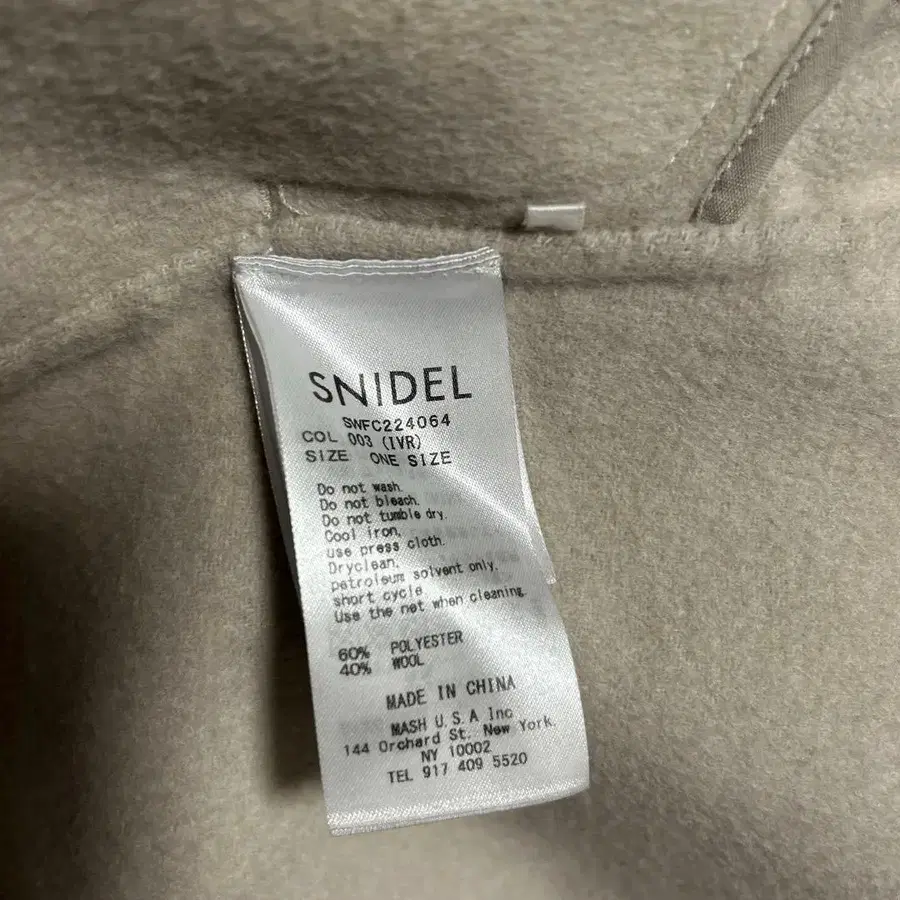 SNIDEL
SWFC224064
COL 003 (IVR)
SIZE ONE SIZE
Do not wash.
Do not bleach.
Do not tumble dry.
Cool iron,
use press cloth.
Dryclean,
petroleum solvent only.
short cycle
Use the net when cleaning.
60% POLYESTER
40% WOOL
MADE IN CHINA
MASH U.S.A Inc
144 Orchard St. New York.
NY 10002
TEL 917 409 5520